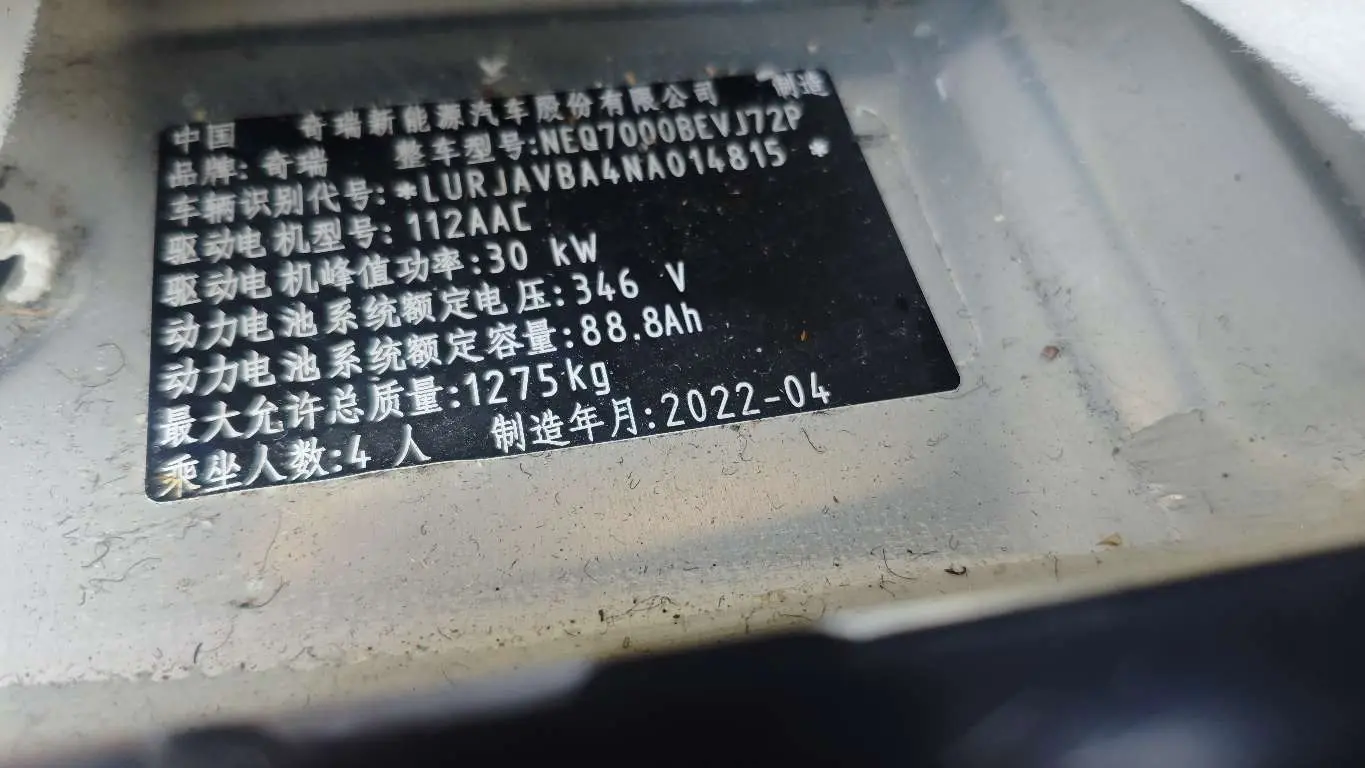 中国 奇瑞新能源汽车股份有限公司 制造
品牌: 奇瑞 整车型号:NEQ7000BEVJ72P
车辆识别代号: *LURJAVBA4NA014815 *
驱动电机型号: 112AAC
驱动电机峰值功率:30 kW
动力电池系统额定电压:346 V
动力电池系统额定容量:88.8Ah
最大允许总质量:1275kg
乘坐人数:4 人 制造年月:2022-04